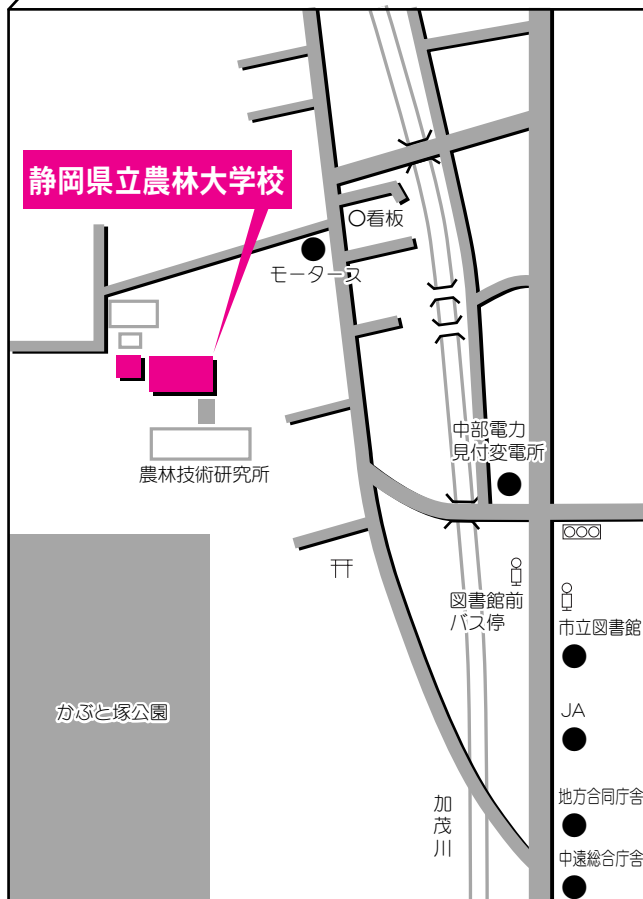 静岡県立農林大学校
看板
モータース
中部電力
見付変電所
農林技術研究所
図書館前
バス停
市立図書館
かぶと塚公園
JA
加茂川
地方合同庁舎
中遠総合庁舎